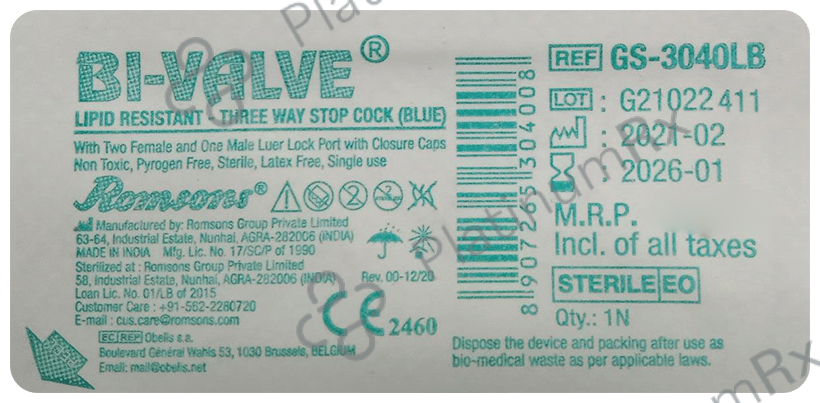 BI-VALVE®
LIPID RESISTANT - THREE WAY STOP COCK (BLUE)
With Two Female and One Male Luer Lock Port with Closure Caps
Non Toxic, Pyrogen Free, Sterile, Latex Free, Single use
Romsons®
Manufactured by: Romsons Group Private Limited
63-64, Industrial Estate, Nunhai, AGRA-282006 (INDIA)
MADE IN INDIA Mfg. Lic. No. 17/SC/P of 1990
Sterilized at : Romsons Group Private Limited
58, Industrial Estate, Nunhai, AGRA-282006 (INDIA)
Loan Lic. No. 01/LB of 2015
Customer Care : +91-562-2280720
E-mail : cus.care@romsons.com
EC REP Obelis s.a.
Boulevard Général Wahis 53, 1030 Brussels, BELGIUM
Email: mail@obelis.net
Rev. 00-12/20
CE 2460
8 907265 304008
REF GS-3040LB
LOT : G21022411
: 2021-02
: 2026-01
M.R.P.
Incl. of all taxes
STERILE EO
Qty.: 1N
Dispose the device and packing after use as
bio-medical waste as per applicable laws.
PlatinumRx
PlatinumRx
PlatinumRx